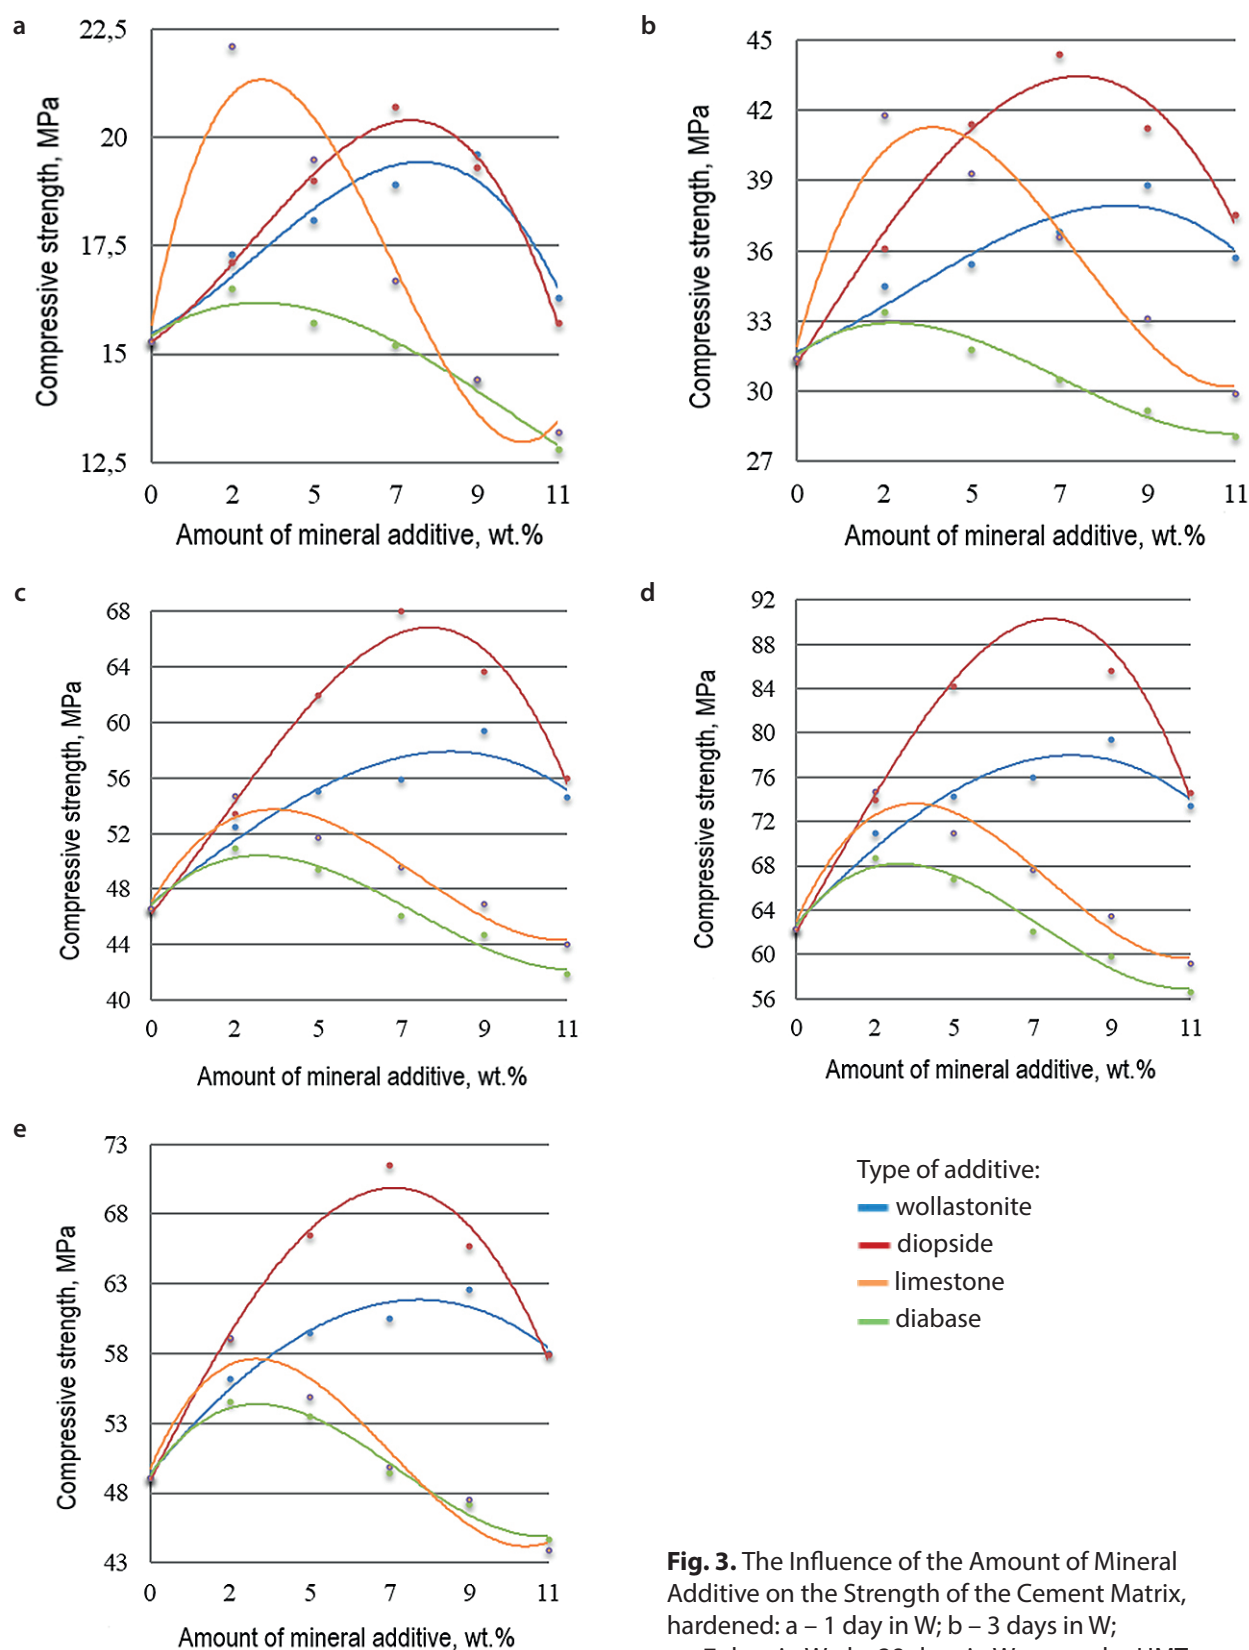 a
22,5
20
17,5
15
12,5
Compressive strength, MPa
0 2 5 7 9 11
Amount of mineral additive, wt.%
b
45
42
39
36
33
30
27
Compressive strength, MPa
0 2 5 7 9 11
Amount of mineral additive, wt.%
c
68
64
60
56
52
48
44
40
Compressive strength, MPa
0 2 5 7 9 11
Amount of mineral additive, wt.%
d
92
88
84
80
76
72
68
64
60
56
Compressive strength, MPa
0 2 5 7 9 11
Amount of mineral additive, wt.%
e
73
68
63
58
53
48
43
Compressive strength, MPa
0 2 5 7 9 11
Amount of mineral additive, wt.%
Type of additive:
wollastonite
diopside
limestone
diabase
Fig. 3. The Influence of the Amount of Mineral
Additive on the Strength of the Cement Matrix,
hardened: a – 1 day in W; b – 3 days in W;